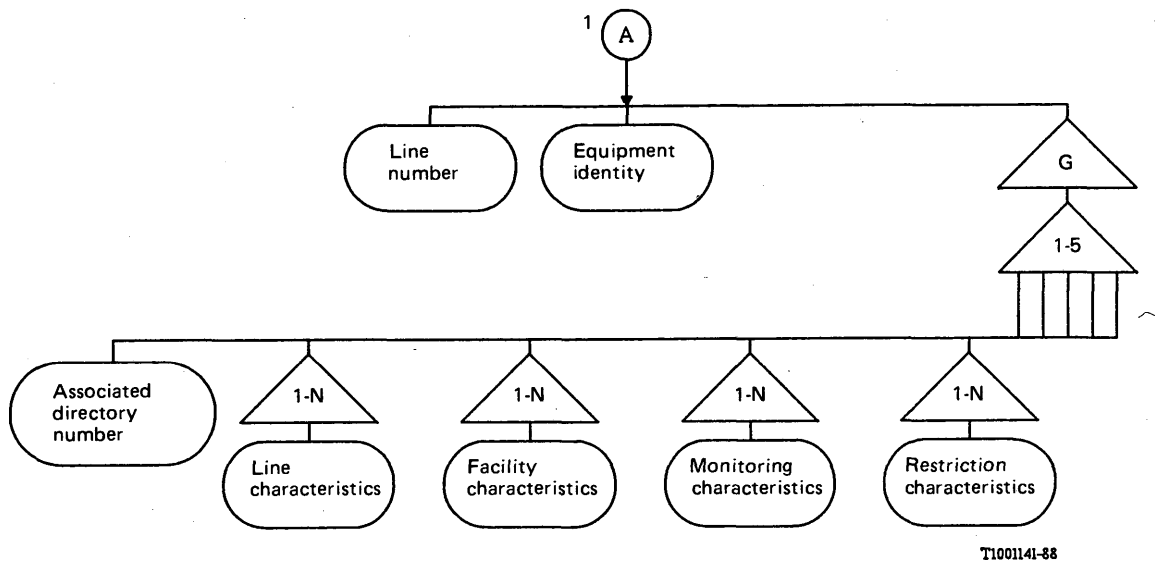 1
A
Line
number
Equipment
identity
G
1-5
Associated
directory
number
1-N
1-N
1-N
1-N
Line
characteristics
Facility
characteristics
Monitoring
characteristics
Restriction
characteristics
T1001141-88